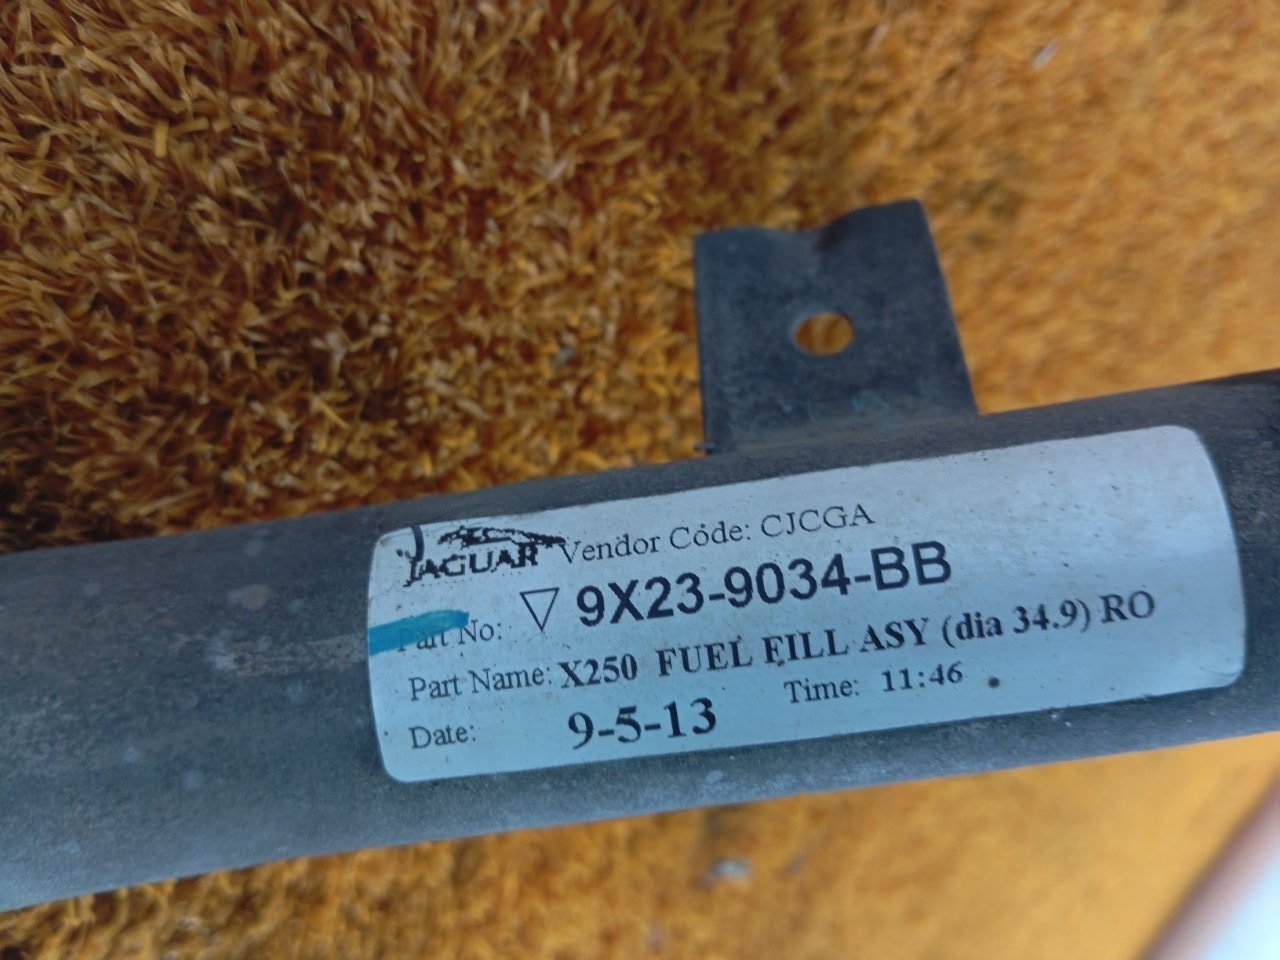 JAGUAR Vendor Code: CJCGA
Part No: ▽ 9X23-9034-BB
Part Name: X250 FUEL FILL ASY (dia 34.9) RO
Date: 9-5-13 Time: 11:46